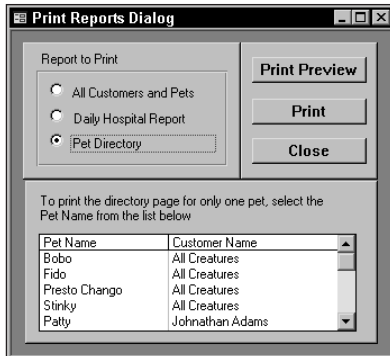 Print Reports Dialog
Report to Print
All Customers and Pets
Daily Hospital Report
Pet Directory
Print Preview
Print
Close
To print the directory page for only one pet, select the
Pet Name from the list below
Pet Name Customer Name
Bobo All Creatures
Fido All Creatures
Presto Chango All Creatures
Stinky All Creatures
Patty Johnathan Adams